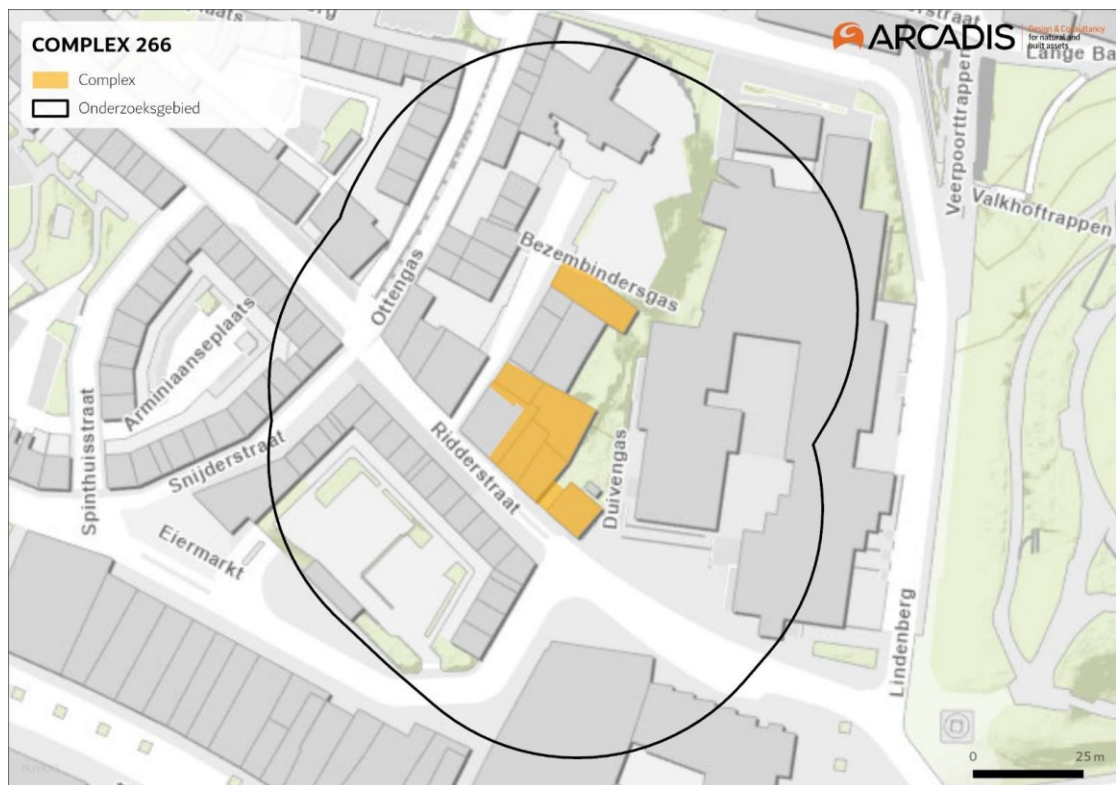 COMPLEX 266
Complex
Onderzoeksgebied
ARCADIS
Design & Consultancy
for natural and
built assets
Lange Ba
Veerpoorttrappen
Valkhoftrappen
Bezembindersgas
Ottengas
Arminiaanseplaats
Spinthuisstraat
Snijderstraat
Ridderstraat
Duivengas
Eiermarkt
Lindenberg
0 25 m